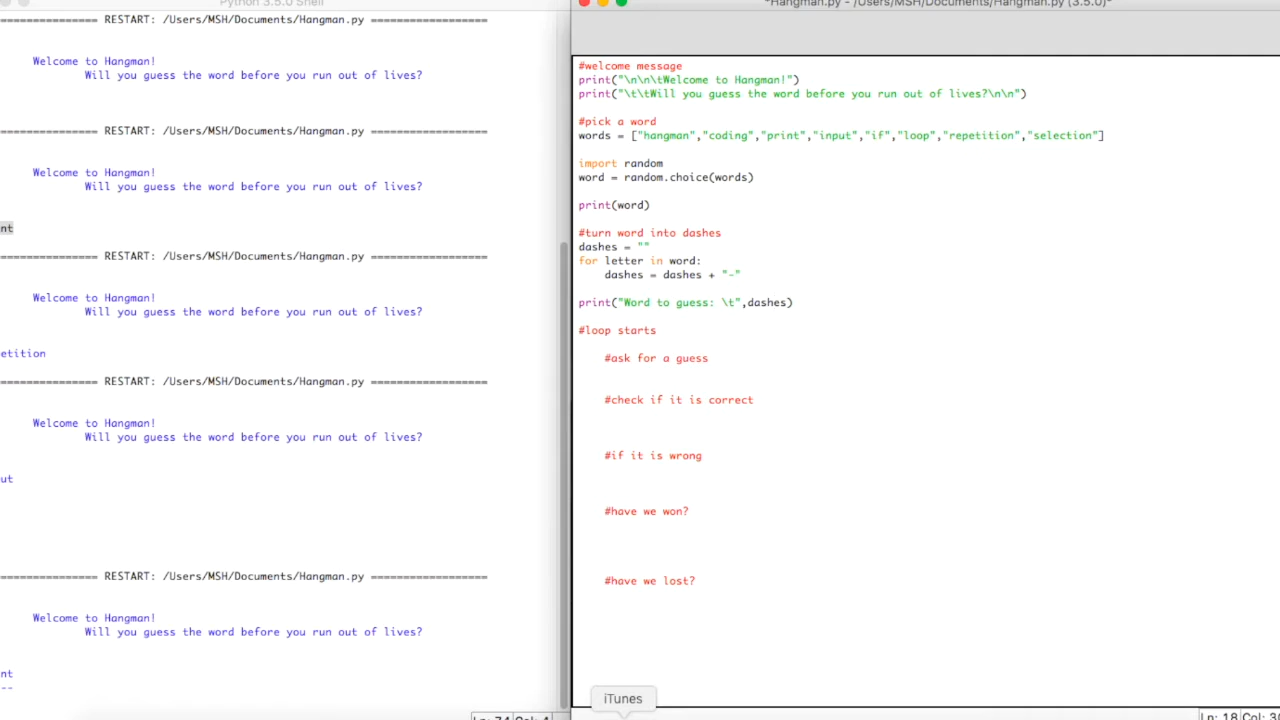 Python 3.5.0 Shell
=============== RESTART: /Users/MSH/Documents/Hangman.py ==================
Welcome to Hangman!
Will you guess the word before you run out of lives?
=============== RESTART: /Users/MSH/Documents/Hangman.py ==================
Welcome to Hangman!
Will you guess the word before you run out of lives?
nt
=============== RESTART: /Users/MSH/Documents/Hangman.py ==================
Welcome to Hangman!
Will you guess the word before you run out of lives?
etition
=============== RESTART: /Users/MSH/Documents/Hangman.py ==================
Welcome to Hangman!
Will you guess the word before you run out of lives?
ut
=============== RESTART: /Users/MSH/Documents/Hangman.py ==================
Welcome to Hangman!
Will you guess the word before you run out of lives?
nt
--
*Hangman.py - /Users/MSH/Documents/Hangman.py (3.5.0)*
#welcome message
print("\n\n\tWelcome to Hangman!")
print("\t\tWill you guess the word before you run out of lives?\n\n")
#pick a word
words = ["hangman","coding","print","input","if","loop","repetition","selection"]
import random
word = random.choice(words)
print(word)
#turn word into dashes
dashes = ""
for letter in word:
dashes = dashes + "-"
print("Word to guess: \t",dashes)
#loop starts
#ask for a guess
#check if it is correct
#if it is wrong
#have we won?
#have we lost?
iTunes
Ln: 74 Col: 4
Ln: 18 Col: